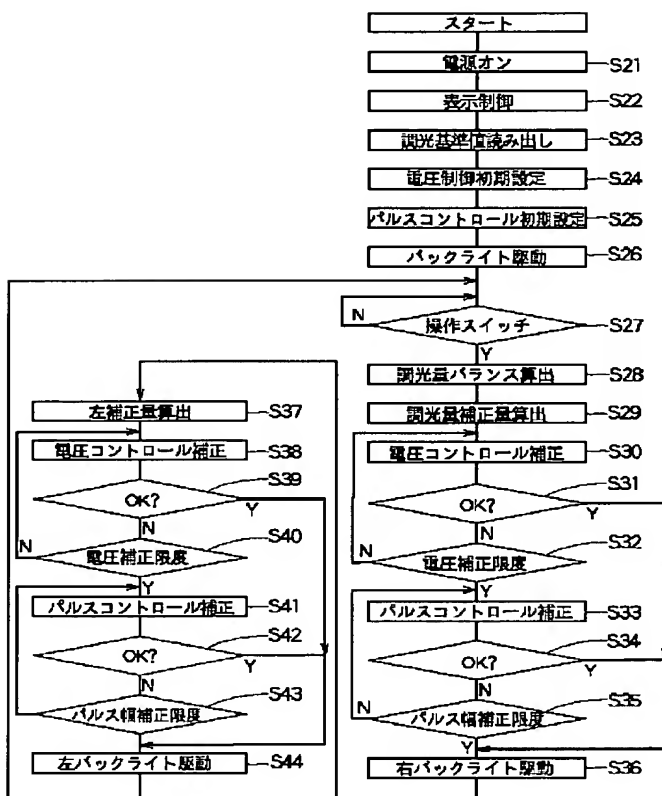 スタート
電源オン S21
表示制御 S22
調光基準値読み出し S23
電圧制御初期設定 S24
パルスコントロール初期設定 S25
バックライト駆動 S26
操作スイッチ S27
N
Y
調光量バランス算出 S28
調光量補正量算出 S29
電圧コントロール補正 S30
OK? S31
Y
N
電圧補正限度 S32
N
Y
パルスコントロール補正 S33
OK? S34
Y
N
パルス幅補正限度 S35
N
Y
右バックライト駆動 S36
左補正量算出 S37
電圧コントロール補正 S38
OK? S39
Y
N
電圧補正限度 S40
N
Y
パルスコントロール補正 S41
OK? S42
Y
N
パルス幅補正限度 S43
左バックライト駆動 S44